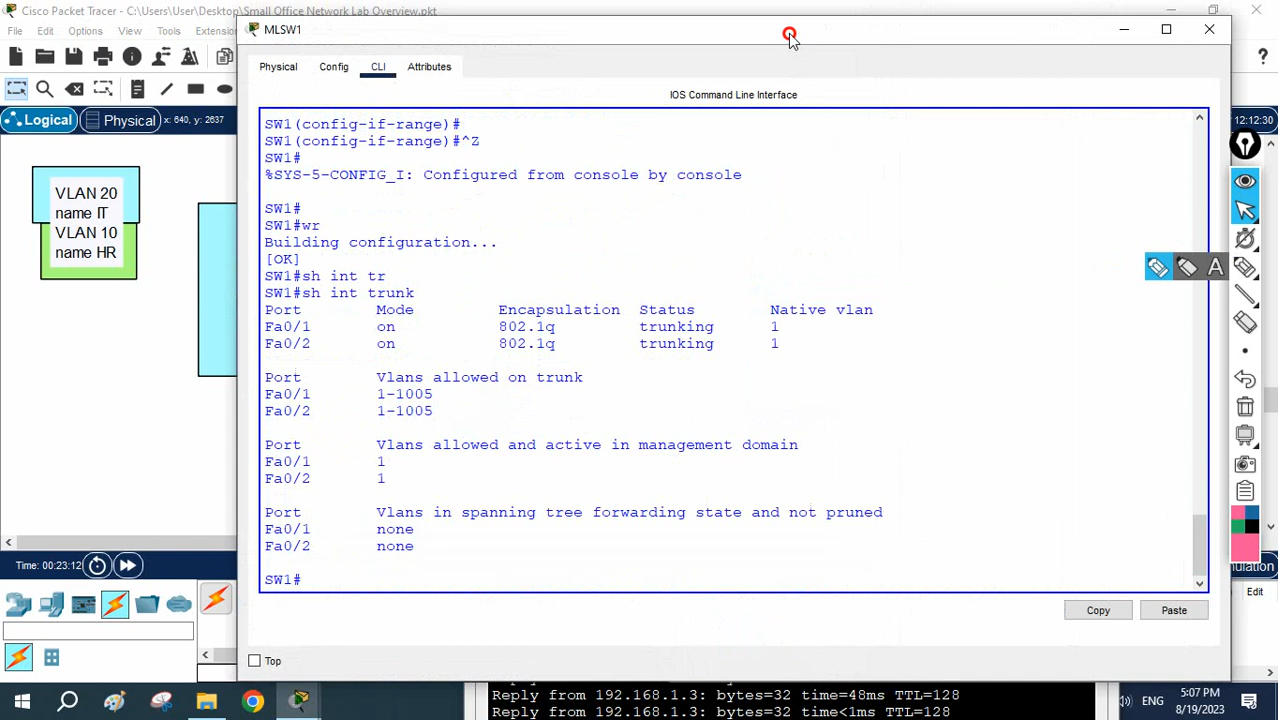 Cisco Packet Tracer - C:\Users\User\Desktop\Small Office Network Lab Overview.pkt
File Edit Options View Tools Extension
Logical Physical x: 640, y: 2637
12:12:30
VLAN 20
name IT
VLAN 10
name HR
MLSW1
Physical Config CLI Attributes
IOS Command Line Interface
SW1(config-if-range)#
SW1(config-if-range)#^Z
SW1#
%SYS-5-CONFIG_I: Configured from console by console
SW1#
SW1#wr
Building configuration...
[OK]
SW1#sh int tr
SW1#sh int trunk
Port Mode Encapsulation Status Native vlan
Fa0/1 on 802.1q trunking 1
Fa0/2 on 802.1q trunking 1
Port Vlans allowed on trunk
Fa0/1 1-1005
Fa0/2 1-1005
Port Vlans allowed and active in management domain
Fa0/1 1
Fa0/2 1
Port Vlans in spanning tree forwarding state and not pruned
Fa0/1 none
Fa0/2 none
SW1#
Copy Paste
Top
A
Time: 00:23:12
ulation
Edit
Reply from 192.168.1.3: bytes=32 time=48ms TTL=128
Reply from 192.168.1.3: bytes=32 time<1ms TTL=128
ENG
5:07 PM
8/19/2023